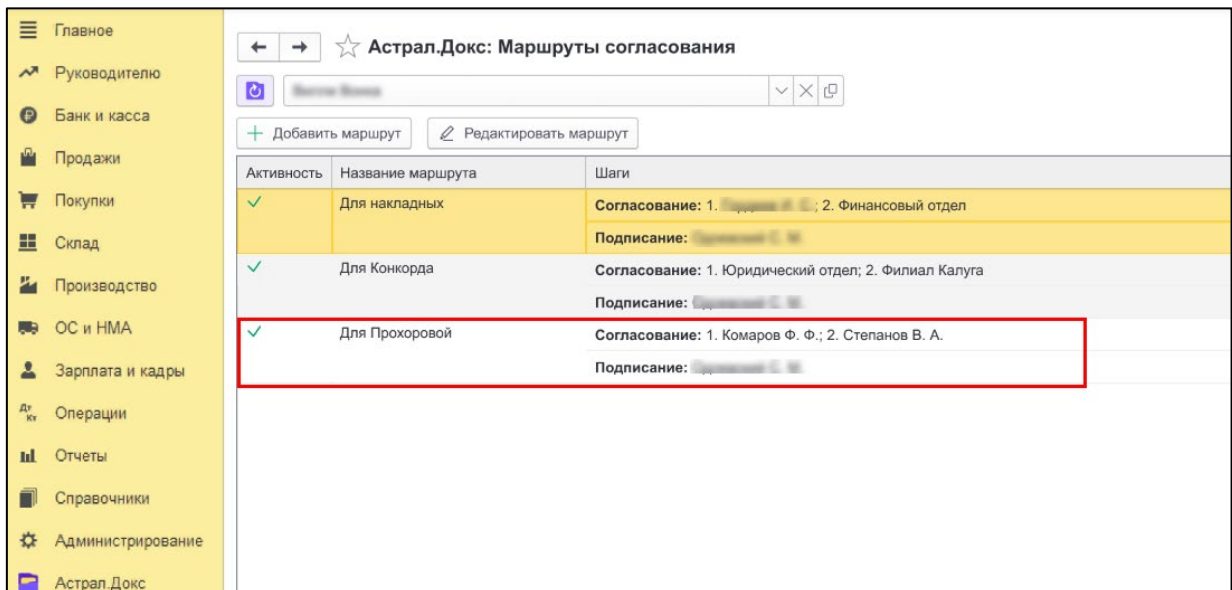 Главное
Руководителю
Банк и касса
Продажи
Покупки
Склад
Производство
ОС и НМА
Зарплата и кадры
Дт Кт Операции
Отчеты
Справочники
Администрирование
Астрал.Докс
Астрал.Докс: Маршруты согласования
Добавить маршрут Редактировать маршрут
Активность Название маршрута Шаги
Для накладных Согласование: 1. ; 2. Финансовый отдел
Подписание:
Для Конкорда Согласование: 1. Юридический отдел; 2. Филиал Калуга
Подписание:
Для Прохоровой Согласование: 1. Комаров Ф. Ф.; 2. Степанов В. А.
Подписание: